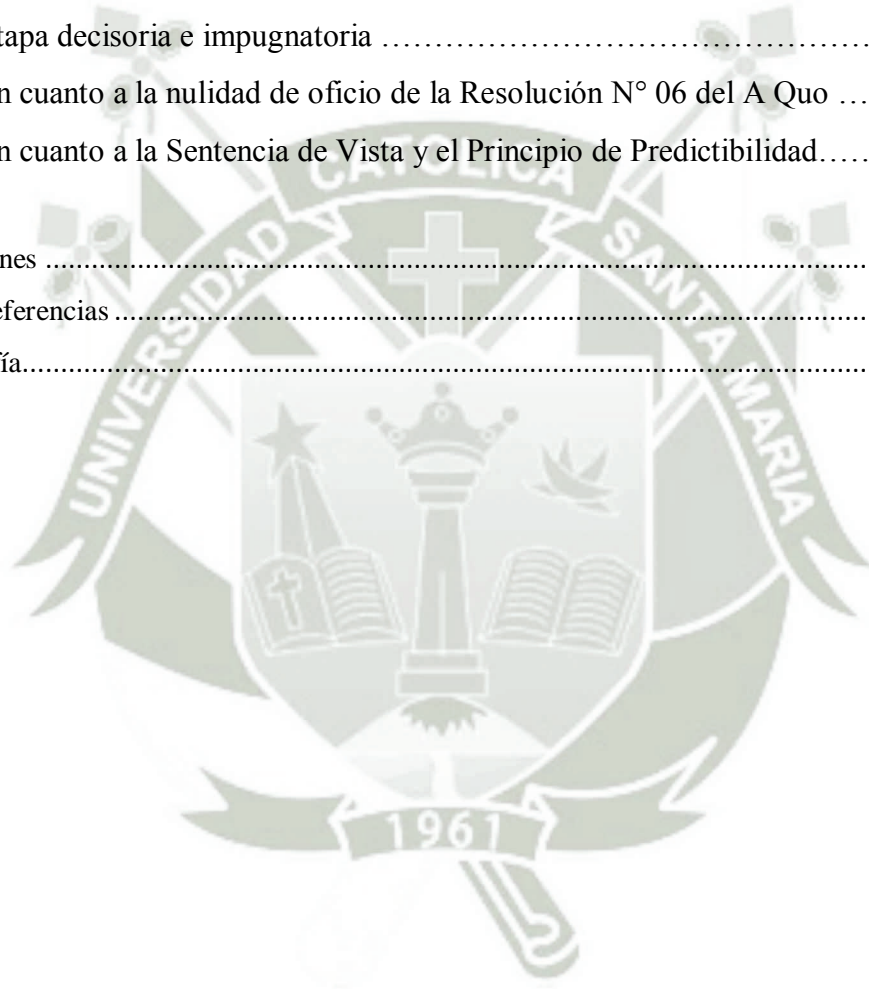 tapa decisoria e impugnatoria ………………………………………………
n cuanto a la nulidad de oficio de la Resolución N° 06 del A Quo ….
n cuanto a la Sentencia de Vista y el Principio de Predictibilidad……
nes ..........................................................................................
eferencias ..........................................................................................
ía..........................................................................................
UNIVERSIDAD CATOLICA SANTA MARIA
1961